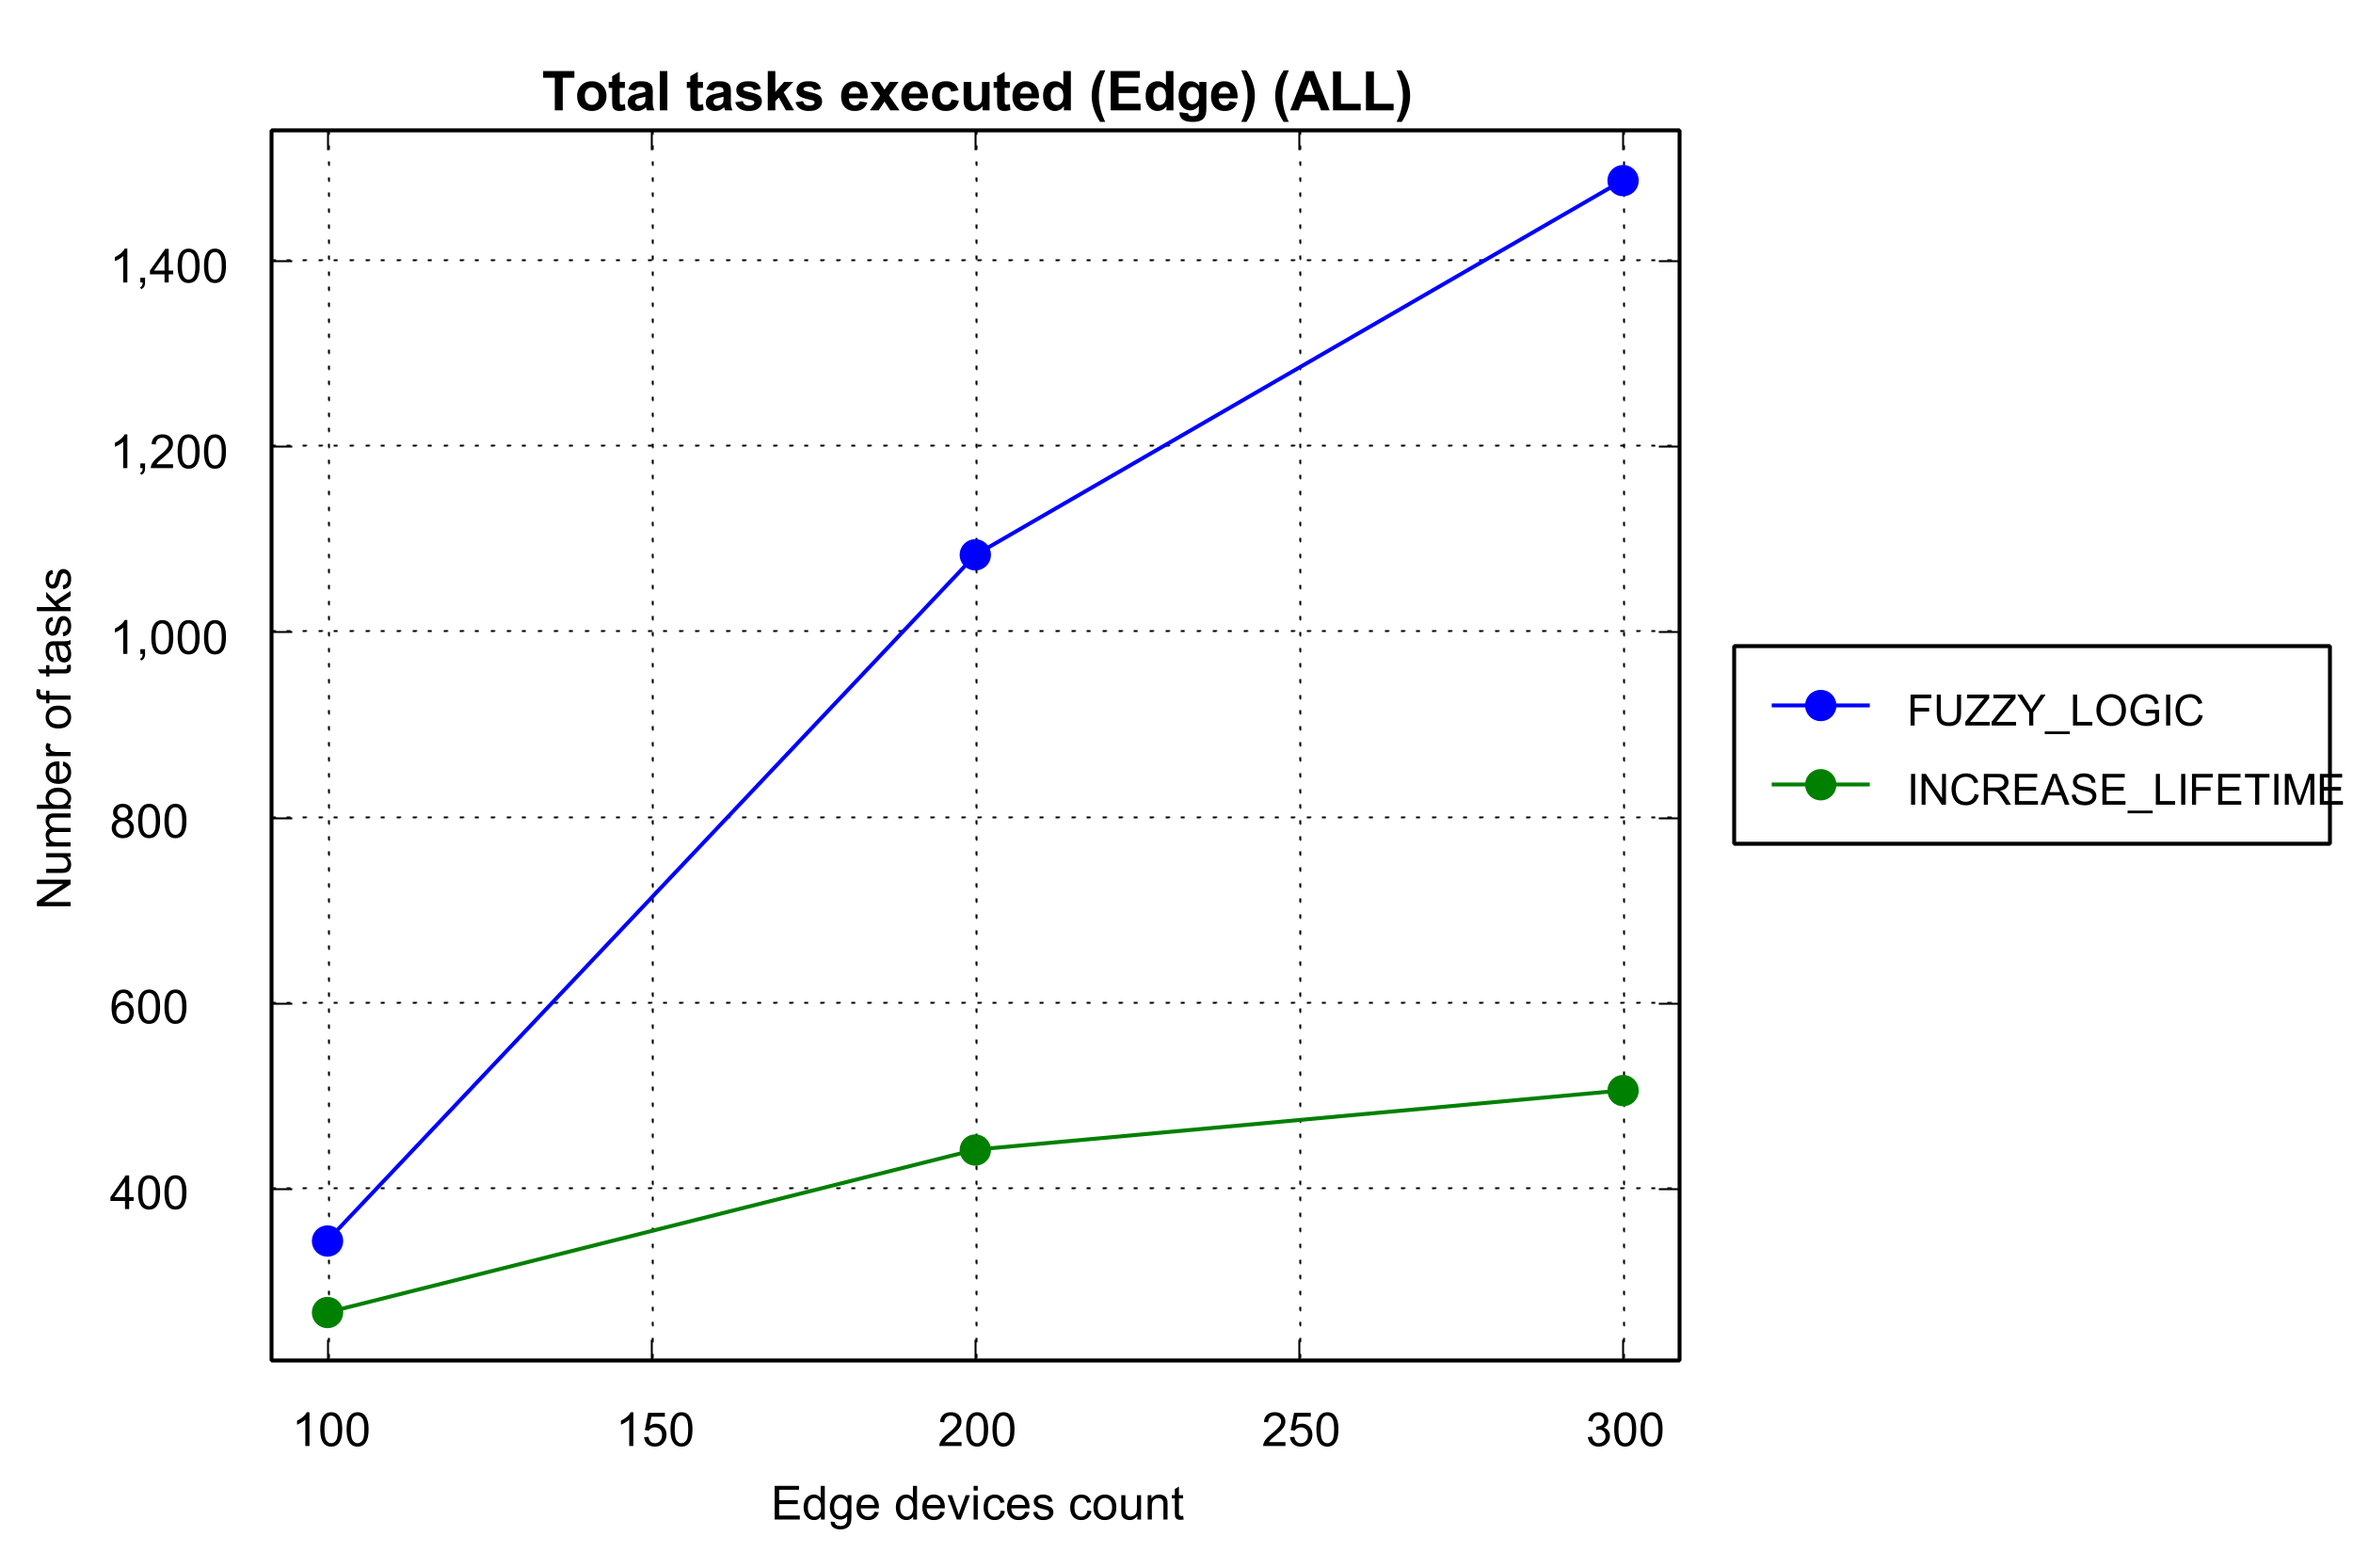 Total tasks executed (Edge) (ALL)
1,400
1,200
1,000
800
600
400
Number of tasks
100 150 200 250 300
Edge devices count
FUZZY_LOGIC
INCREASE_LIFETIME